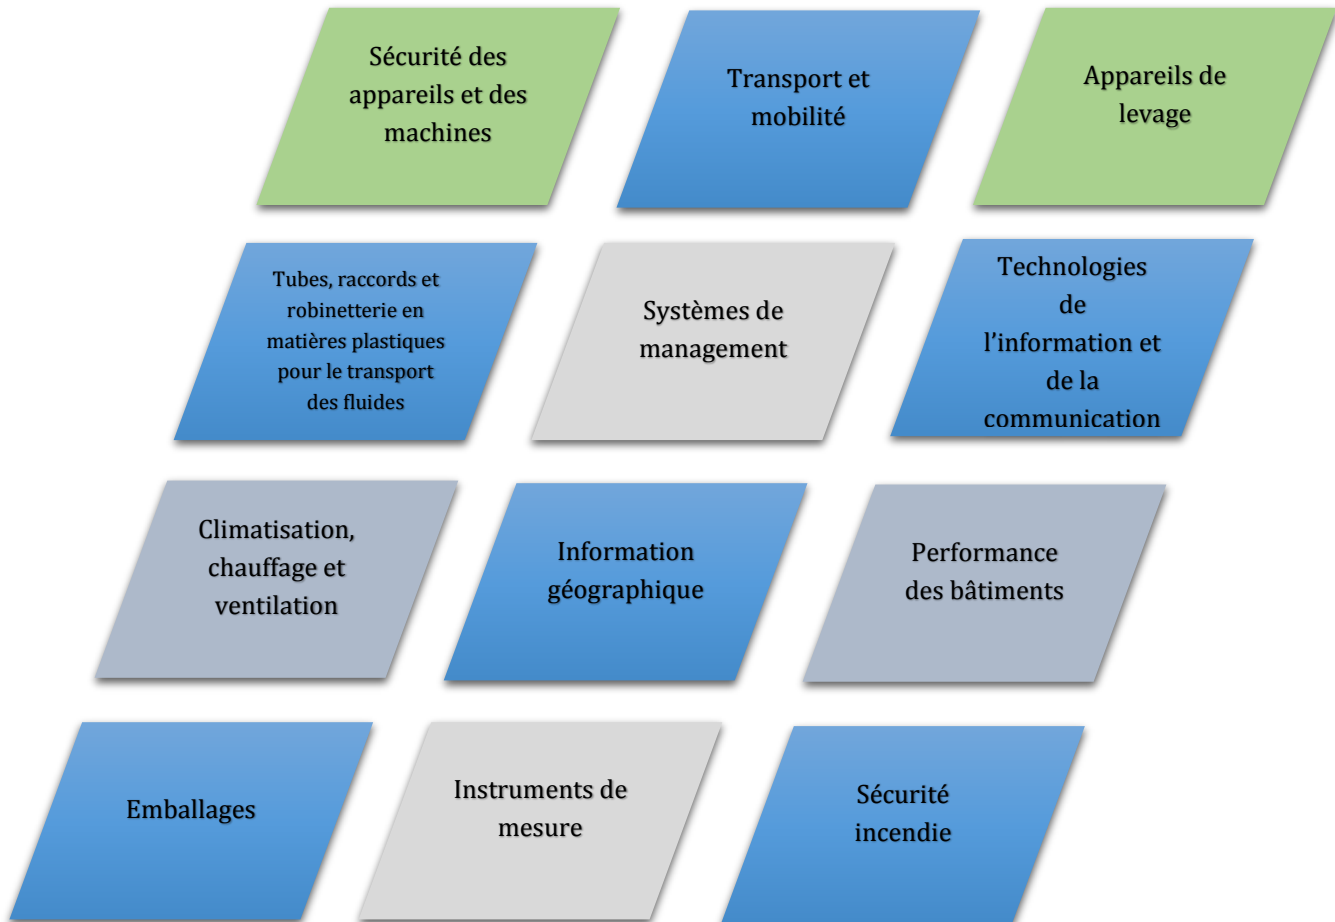 Sécurité des
appareils et des
machines
Transport et
mobilité
Appareils de
levage
Tubes, raccords et
robinetterie en
matières plastiques
pour le transport
des fluides
Systèmes de
management
Technologies
de
l’information et
de la
communication
Climatisation,
chauffage et
ventilation
Information
géographique
Performance
des bâtiments
Emballages
Instruments de
mesure
Sécurité
incendie